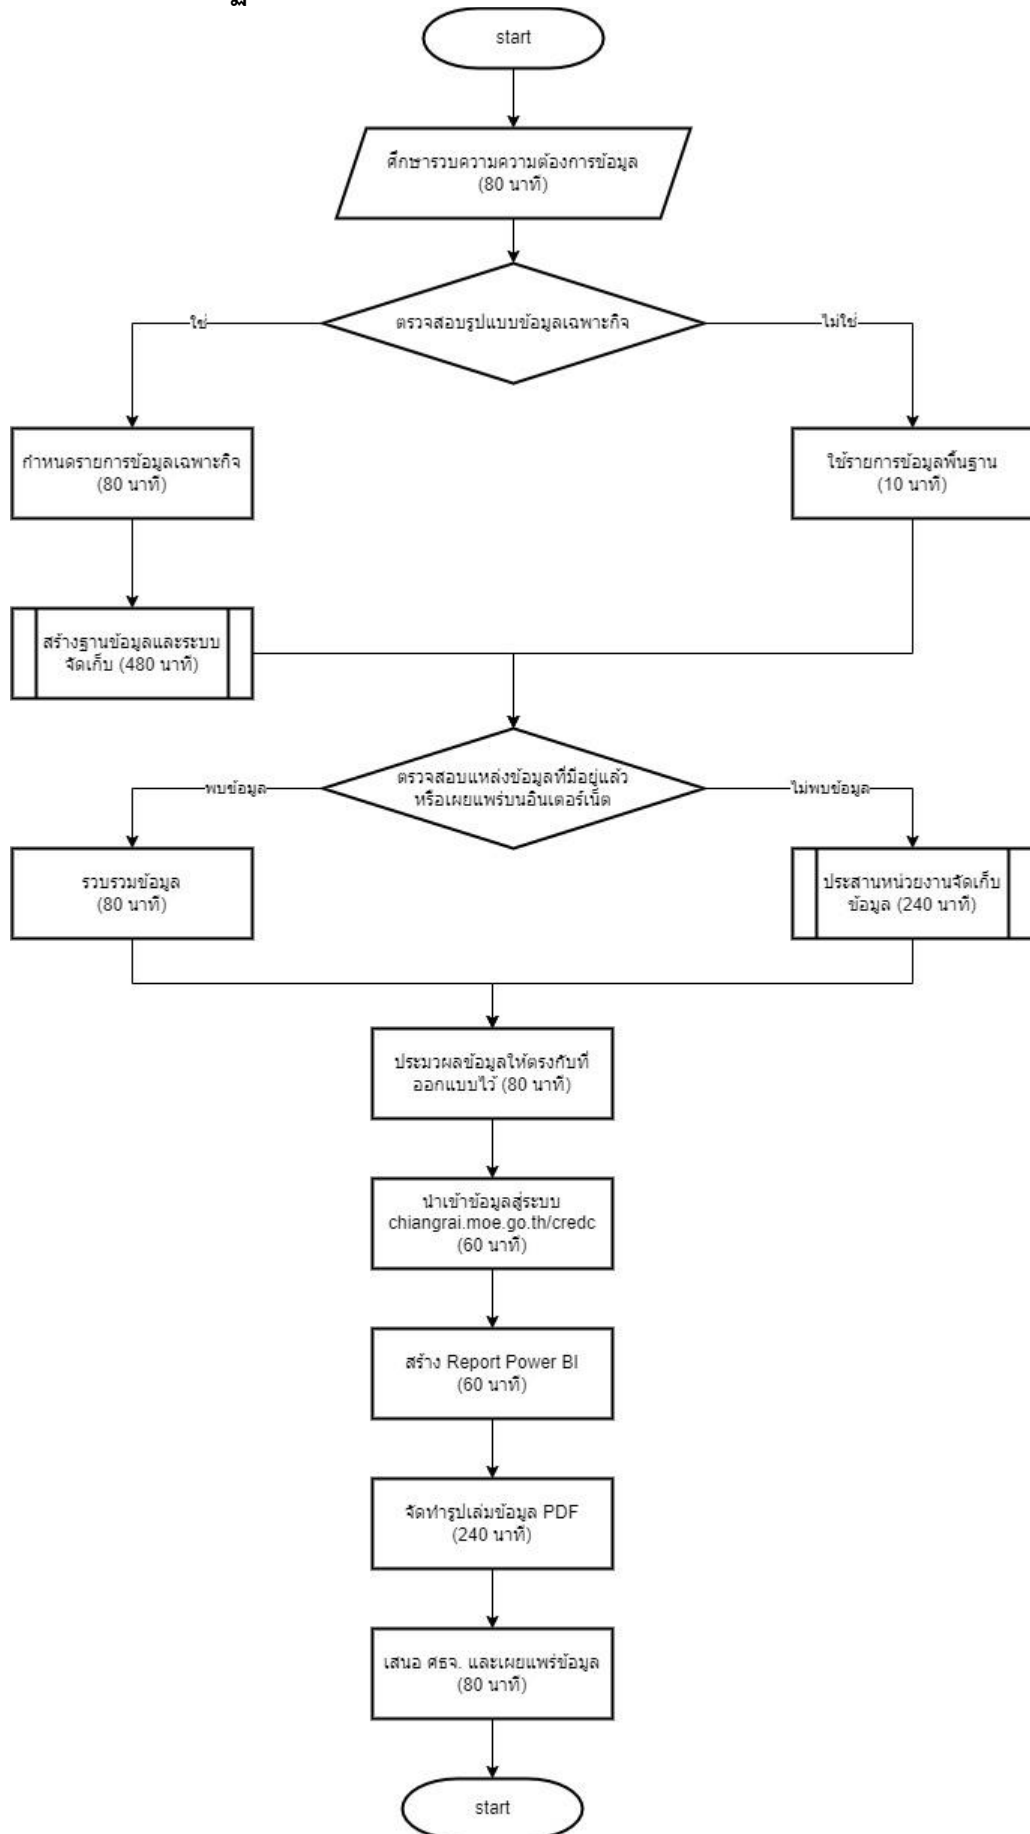 start
ศึกษารวบความความต้องการข้อมูล
(80 นาที)
ตรวจสอบรูปแบบข้อมูลเฉพาะกิจ
ใช่
ไม่ใช่
กำหนดรายการข้อมูลเฉพาะกิจ
(80 นาที)
ใช้รายการข้อมูลพื้นฐาน
(10 นาที)
สร้างฐานข้อมูลและระบบ
จัดเก็บ (480 นาที)
ตรวจสอบแหล่งข้อมูลที่มีอยู่แล้ว
หรือเผยแพร่บนอินเตอร์เน็ต
พบข้อมูล
ไม่พบข้อมูล
รวบรวมข้อมูล
(80 นาที)
ประสานหน่วยงานจัดเก็บ
ข้อมูล (240 นาที)
ประมวผลข้อมูลให้ตรงกับที่
ออกแบบไว้ (80 นาที)
นำเข้าข้อมูลสู่ระบบ
chiangrai.moe.go.th/credc
(60 นาที)
สร้าง Report Power BI
(60 นาที)
จัดทำรูปเล่มข้อมูล PDF
(240 นาที)
เสนอ ศธจ. และเผยแพร่ข้อมูล
(80 นาที)
start